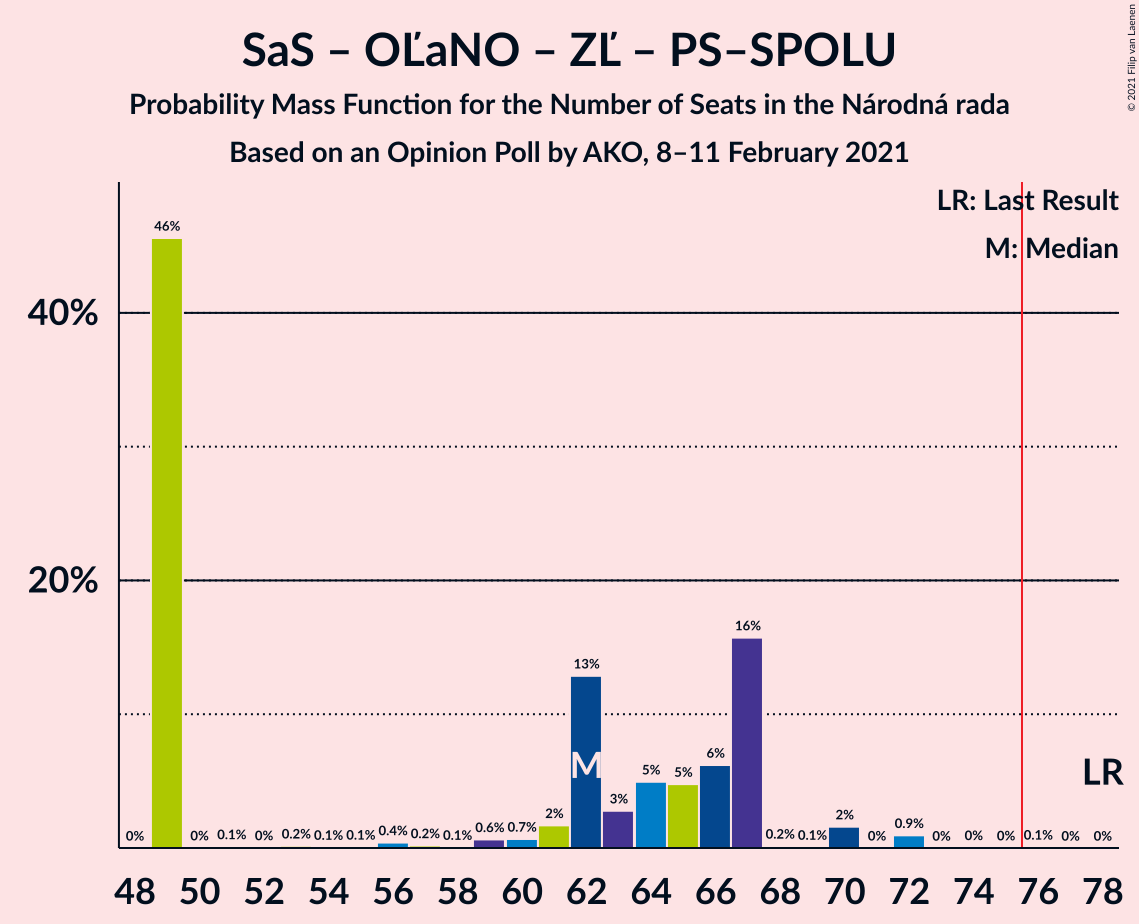 SaS – OĽaNO – ZĽ – PS–SPOLU
Probability Mass Function for the Number of Seats in the Národná rada
Based on an Opinion Poll by AKO, 8–11 February 2021
© 2021 Filip van Laenen
LR: Last Result
M: Median
46%
40%
20%
16%
13%
M
LR
0% 0% 0.1% 0% 0.2% 0.1% 0.1% 0.4% 0.2% 0.1% 0.6% 0.7% 2% 3% 5% 5% 6% 0.2% 0.1% 2% 0% 0.9% 0% 0% 0% 0.1% 0% 0%
48 50 52 54 56 58 60 62 64 66 68 70 72 74 76 78